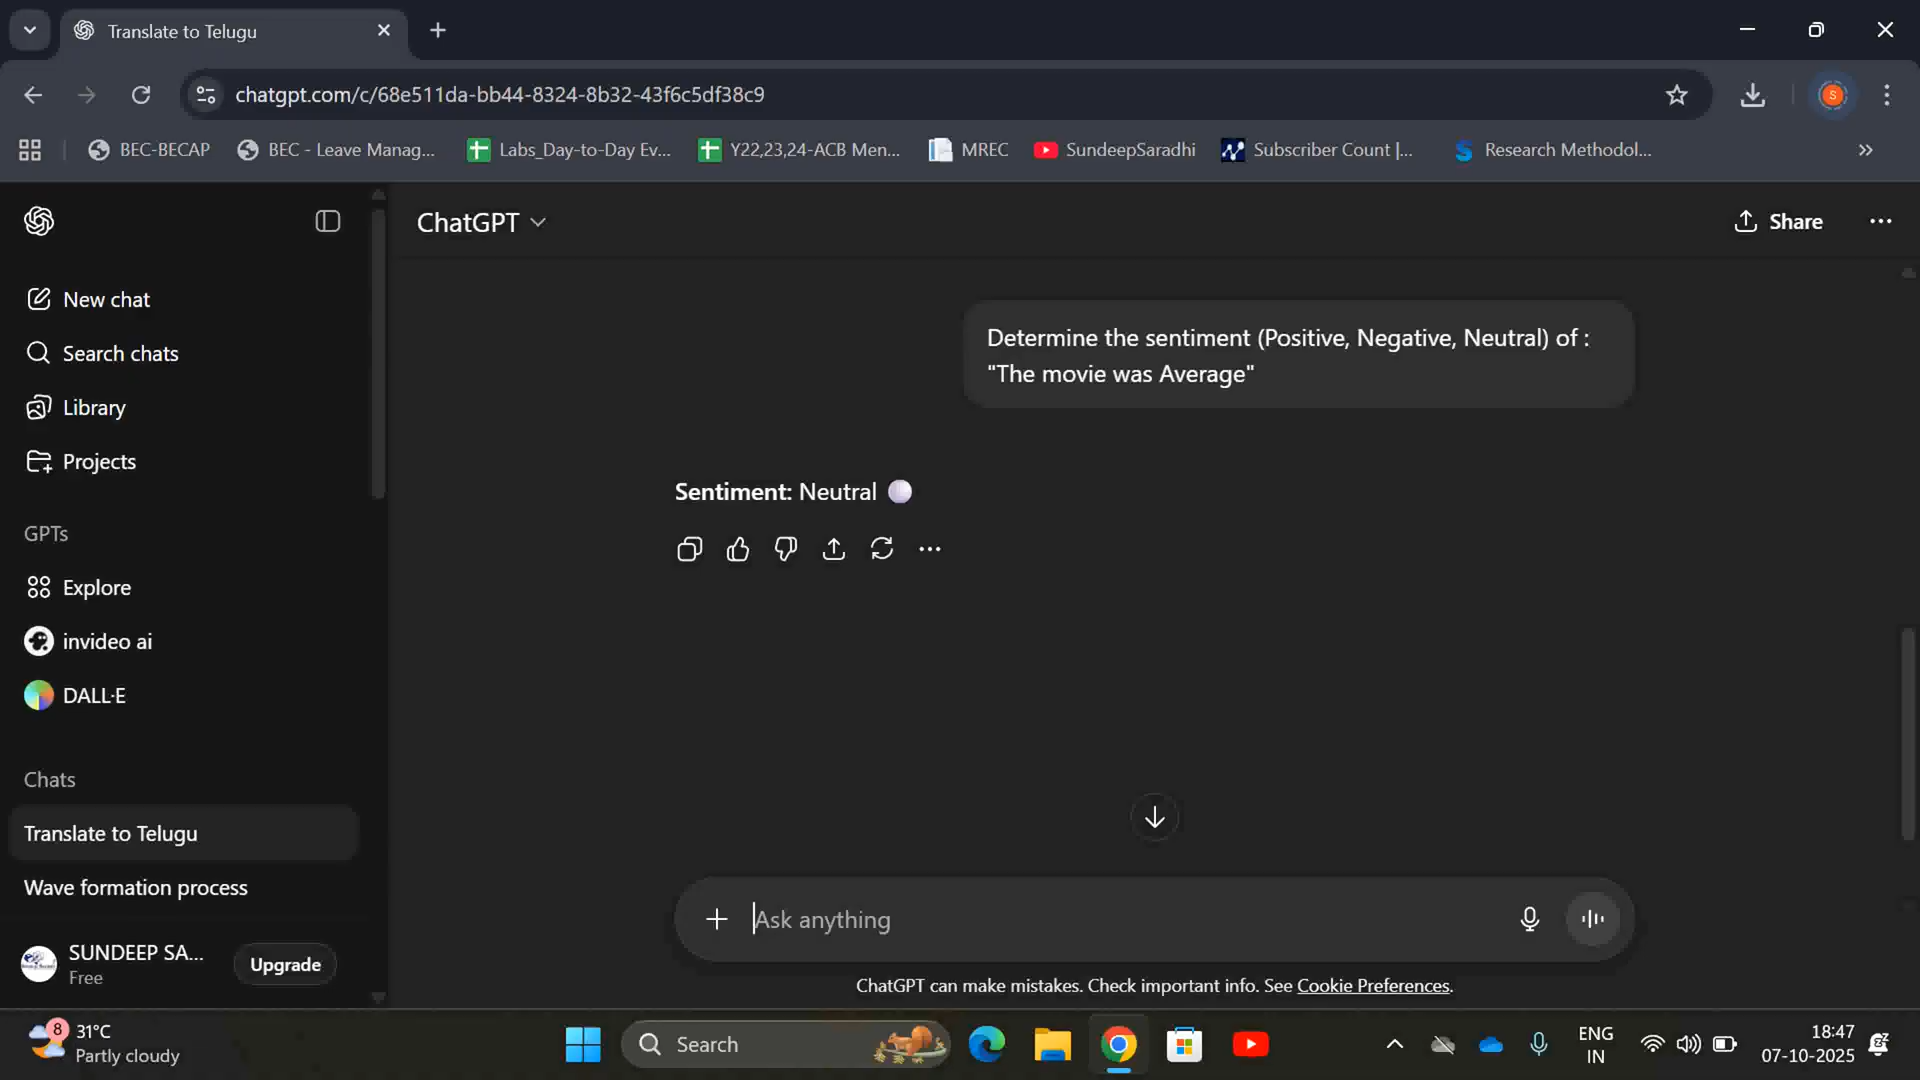 Translate to Telugu
chatgpt.com/c/68e511da-bb44-8324-8b32-43f6c5df38c9
S
BEC-BECAP
BEC - Leave Manag...
Labs_Day-to-Day Ev...
Y22,23,24-ACB Men...
MREC
SundeepSaradhi
Subscriber Count |...
Research Methodol...
ChatGPT
Share
New chat
Search chats
Library
Projects
GPTs
Explore
invideo ai
DALL·E
Chats
Translate to Telugu
Wave formation process
SUNDEEP SA...
Free
Upgrade
Determine the sentiment (Positive, Negative, Neutral) of :
"The movie was Average"
Sentiment: Neutral
Ask anything
ChatGPT can make mistakes. Check important info. See Cookie Preferences.
8
31°C
Partly cloudy
Search
ENG
IN
18:47
07-10-2025